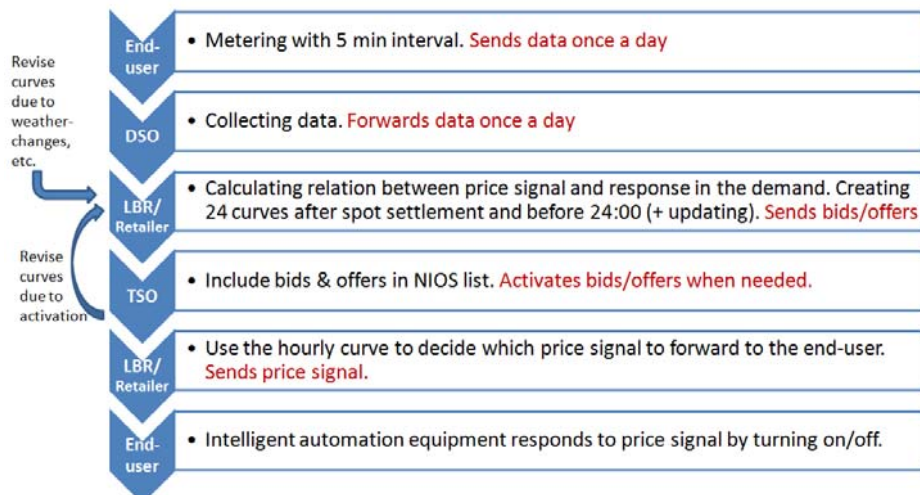 End-
user
• Metering with 5 min interval. Sends data once a day
Revise
curves
due to
weather-
changes,
etc.
DSO
• Collecting data. Forwards data once a day
LBR/
Retailer
• Calculating relation between price signal and response in the demand. Creating
24 curves after spot settlement and before 24:00 (+ updating). Sends bids/offers
Revise
curves
due to
activation
TSO
• Include bids & offers in NIOS list. Activates bids/offers when needed.
LBR/
Retailer
• Use the hourly curve to decide which price signal to forward to the end-user.
Sends price signal.
End-
user
• Intelligent automation equipment responds to price signal by turning on/off.